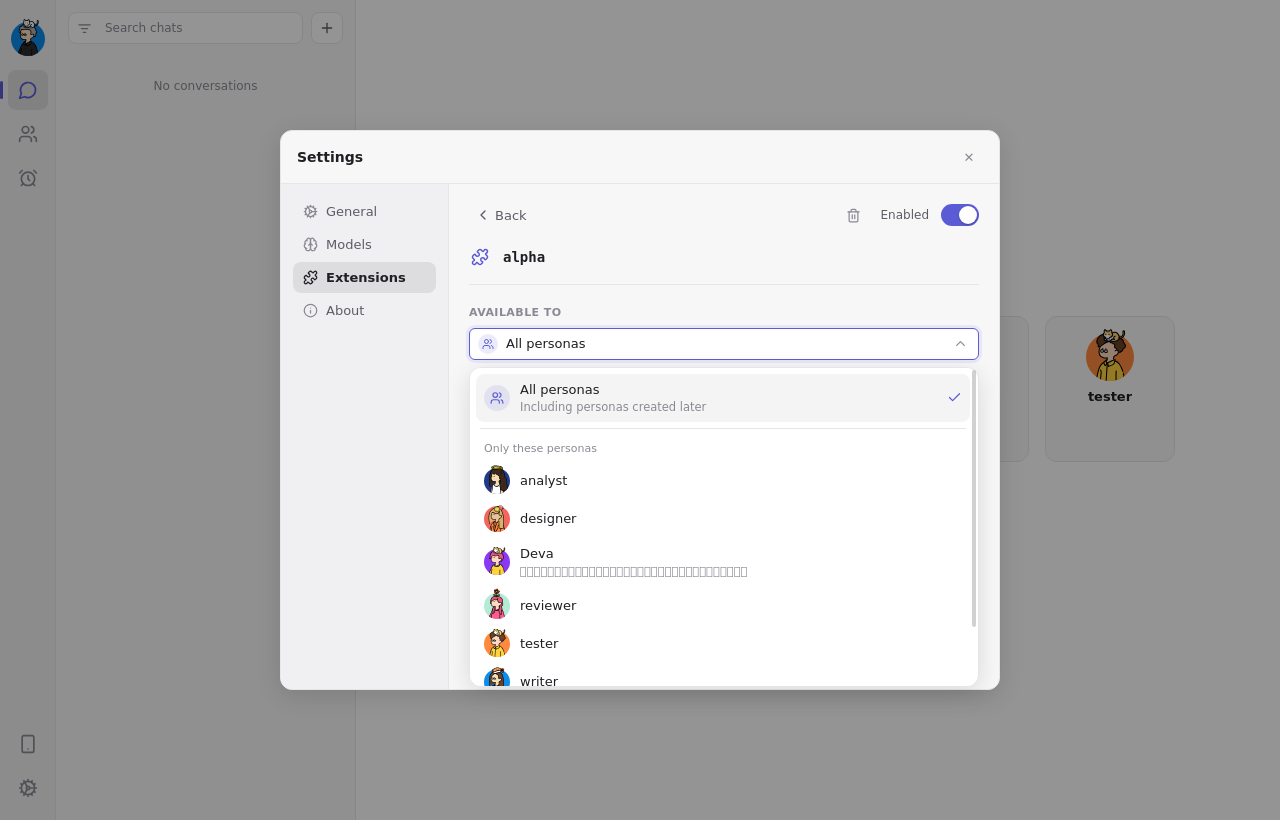 Search chats
No conversations
Settings
General
Models
Extensions
About
Back
Enabled
alpha
AVAILABLE TO
All personas
All personas
Including personas created later
Only these personas
analyst
designer
Deva
reviewer
tester
writer
tester